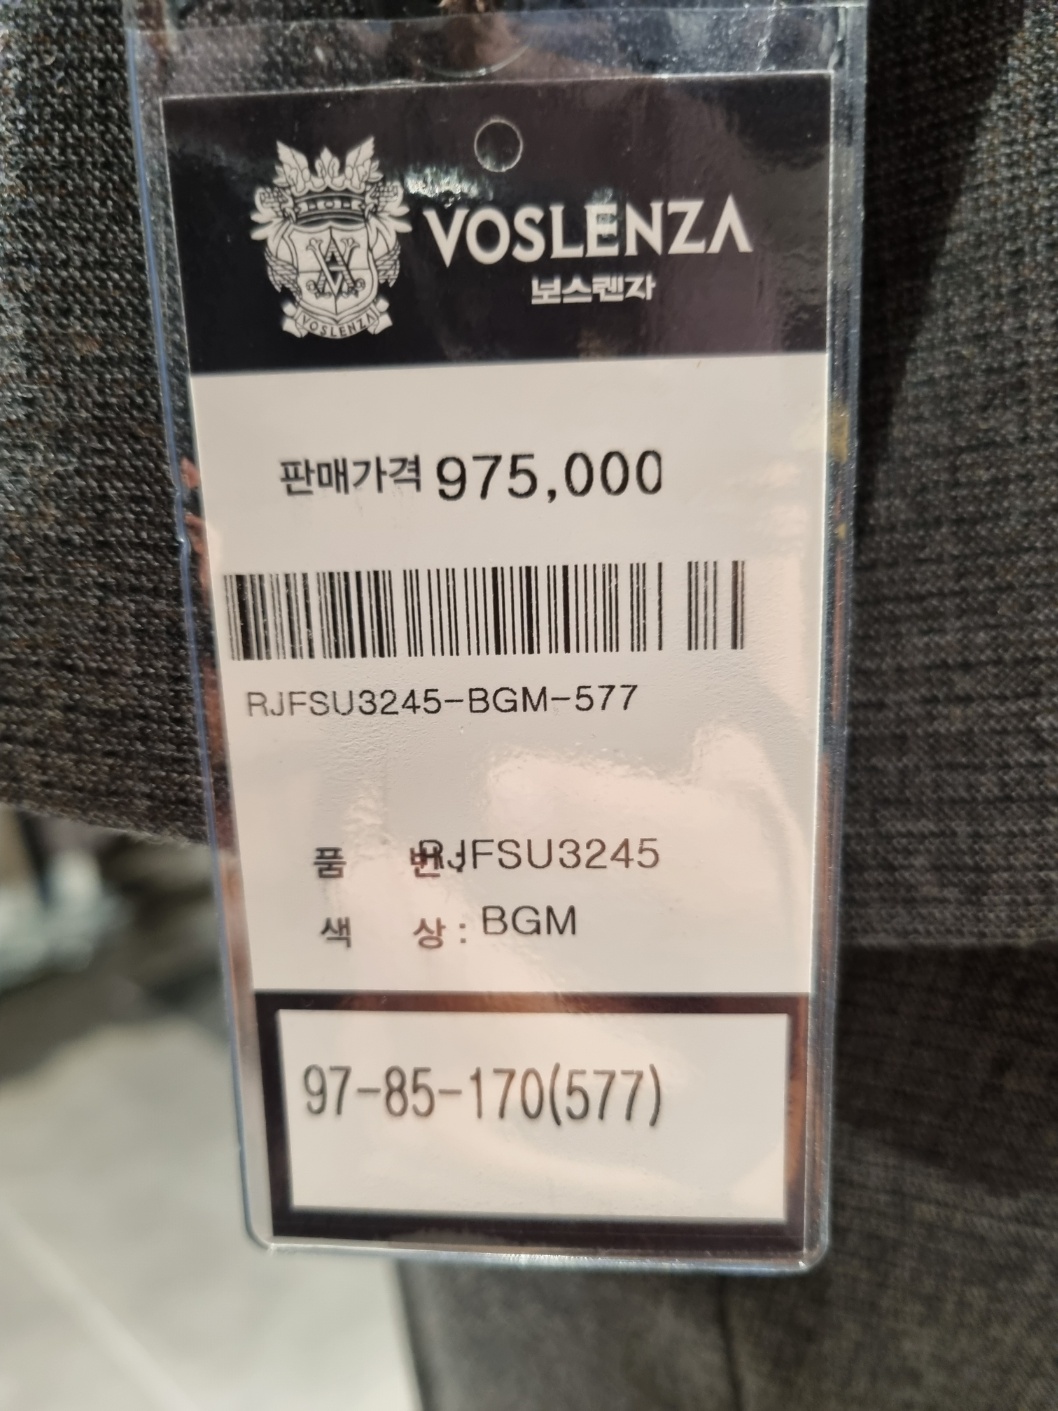 VOSLENZA
보스렌자
VOSLENZA
판매가격 975,000
RJFSU3245-BGM-577
품 번: RJFSU3245
색 상: BGM
97-85-170(577)